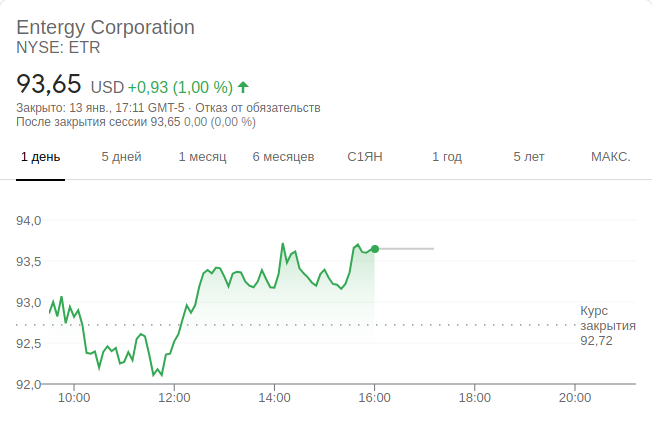 Entergy Corporation
NYSE: ETR
93,65 USD +0,93 (1,00 %)
Закрыто: 13 янв., 17:11 GMT-5 · Отказ от обязательств
После закрытия сессии 93,65 0,00 (0,00 %)
1 день 5 дней 1 месяц 6 месяцев С1ЯН 1 год 5 лет МАКС.
94,0
93,5
93,0
Курс
закрытия
92,72
92,5
92,0
10:00 12:00 14:00 16:00 18:00 20:00